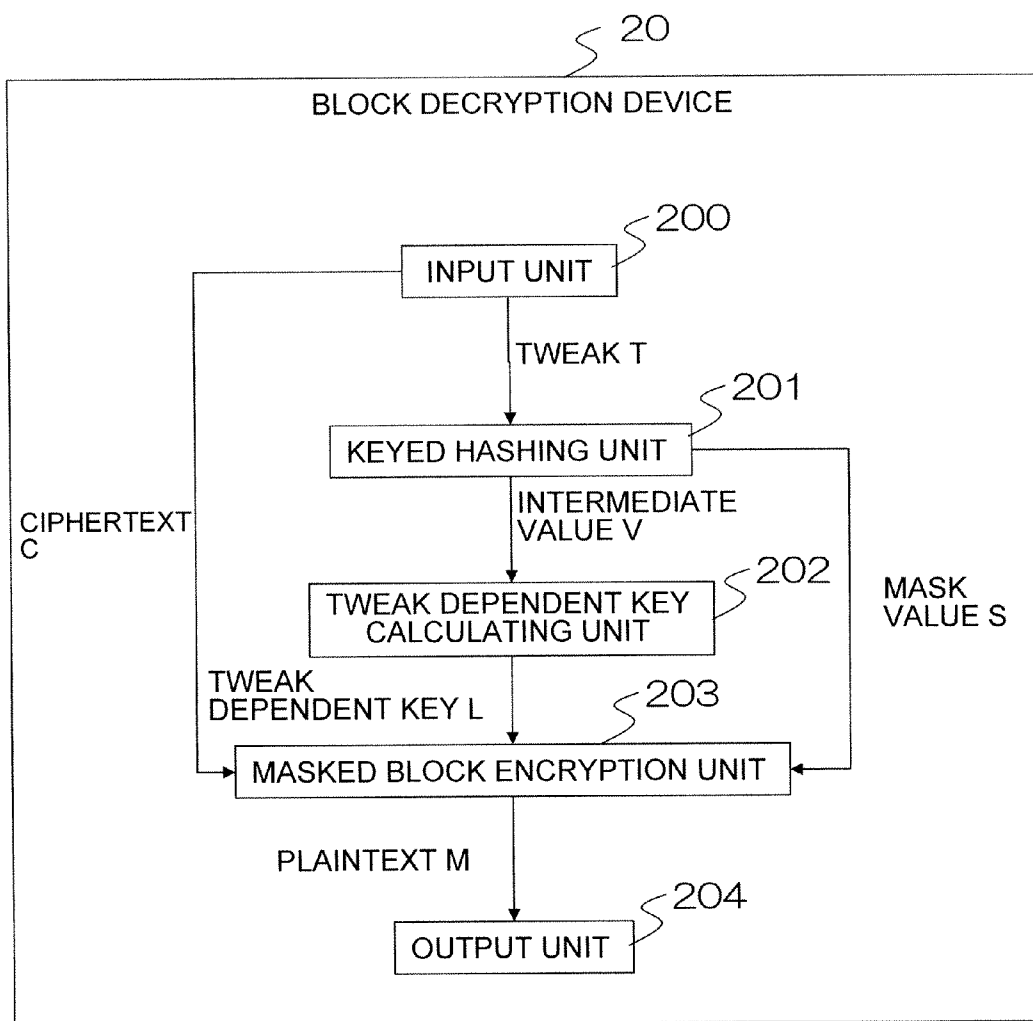 20
BLOCK DECRYPTION DEVICE
200
INPUT UNIT
TWEAK T
201
KEYED HASHING UNIT
CIPHERTEXT
C
INTERMEDIATE
VALUE V
202
TWEAK DEPENDENT KEY
CALCULATING UNIT
MASK
VALUE S
TWEAK
DEPENDENT KEY L
203
MASKED BLOCK ENCRYPTION UNIT
PLAINTEXT M
204
OUTPUT UNIT